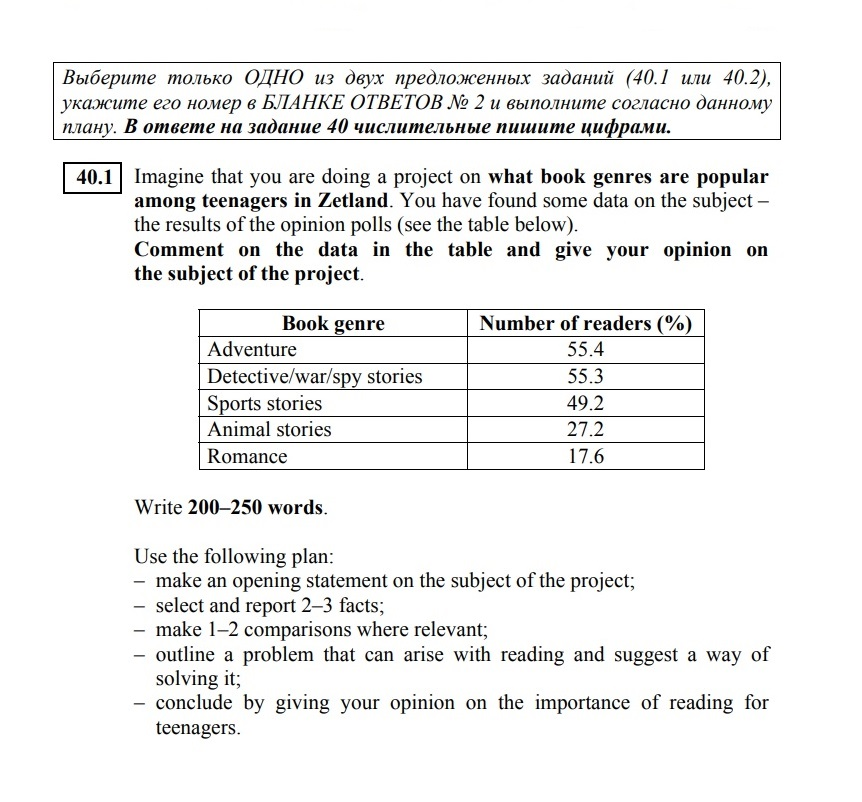 Выберите только ОДНО из двух предложенных заданий (40.1 или 40.2),
укажите его номер в БЛАНКЕ ОТВЕТОВ № 2 и выполните согласно данному
плану. В ответе на задание 40 числительные пишите цифрами.
40.1 Imagine that you are doing a project on what book genres are popular
among teenagers in Zetland. You have found some data on the subject –
the results of the opinion polls (see the table below).
Comment on the data in the table and give your opinion on
the subject of the project.
Book genre Number of readers (%)
Adventure 55.4
Detective/war/spy stories 55.3
Sports stories 49.2
Animal stories 27.2
Romance 17.6
Write 200–250 words.
Use the following plan:
– make an opening statement on the subject of the project;
– select and report 2–3 facts;
– make 1–2 comparisons where relevant;
– outline a problem that can arise with reading and suggest a way of
solving it;
– conclude by giving your opinion on the importance of reading for
teenagers.